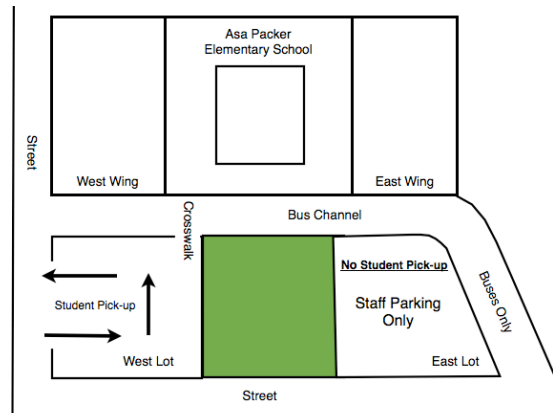 Asa Packer
Elementary School
Street
West Wing
East Wing
Crosswalk
Bus Channel
No Student Pick-up
Buses Only
Student Pick-up
Staff Parking
Only
West Lot
East Lot
Street